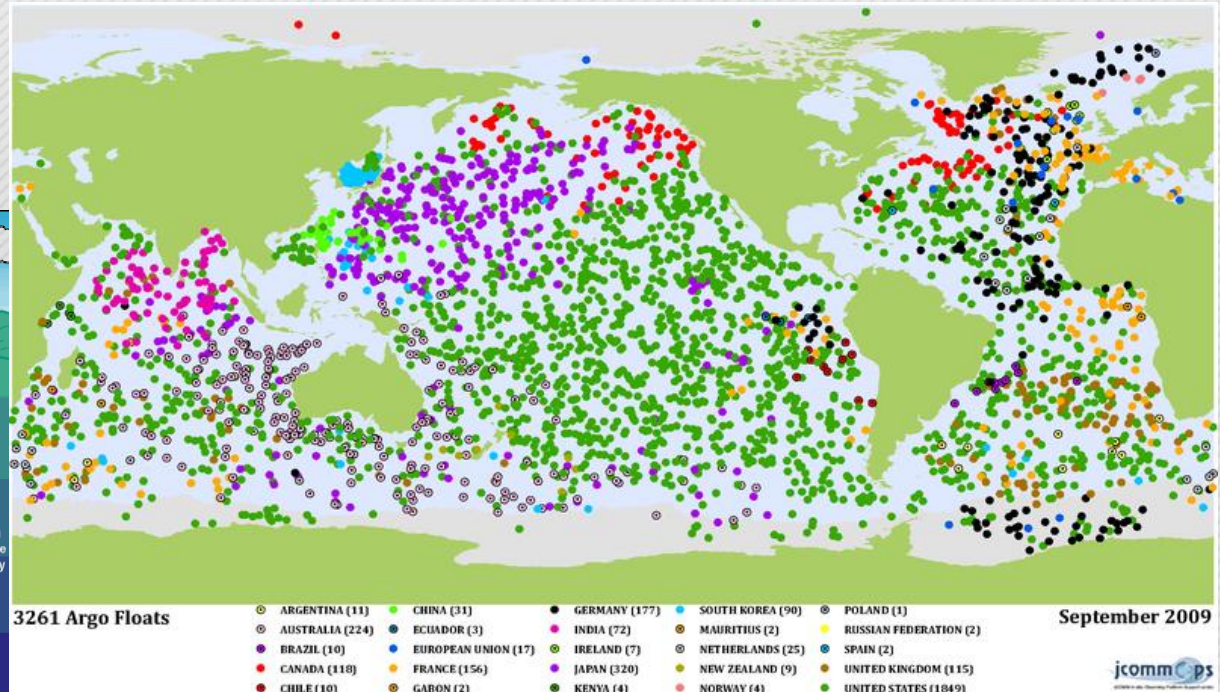 3261 Argo Floats
September 2009
ARGENTINA (11)
AUSTRALIA (224)
BRAZIL (10)
CANADA (118)
CHILE (10)
CHINA (31)
ECUADOR (3)
EUROPEAN UNION (17)
FRANCE (156)
GABON (2)
GERMANY (177)
INDIA (72)
IRELAND (7)
JAPAN (320)
KENYA (4)
SOUTH KOREA (90)
MAURITIUS (2)
NETHERLANDS (25)
NEW ZEALAND (9)
NORWAY (4)
POLAND (1)
RUSSIAN FEDERATION (2)
SPAIN (2)
UNITED KINGDOM (115)
UNITED STATES (1849)
jcommops